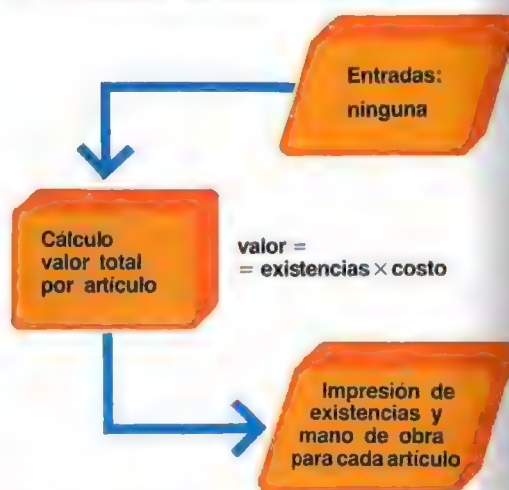 Entradas:
ninguna
Cálculo
valor total
por artículo
valor =
= existencias × costo
Impresión de
existencias y
mano de obra
para cada artículo